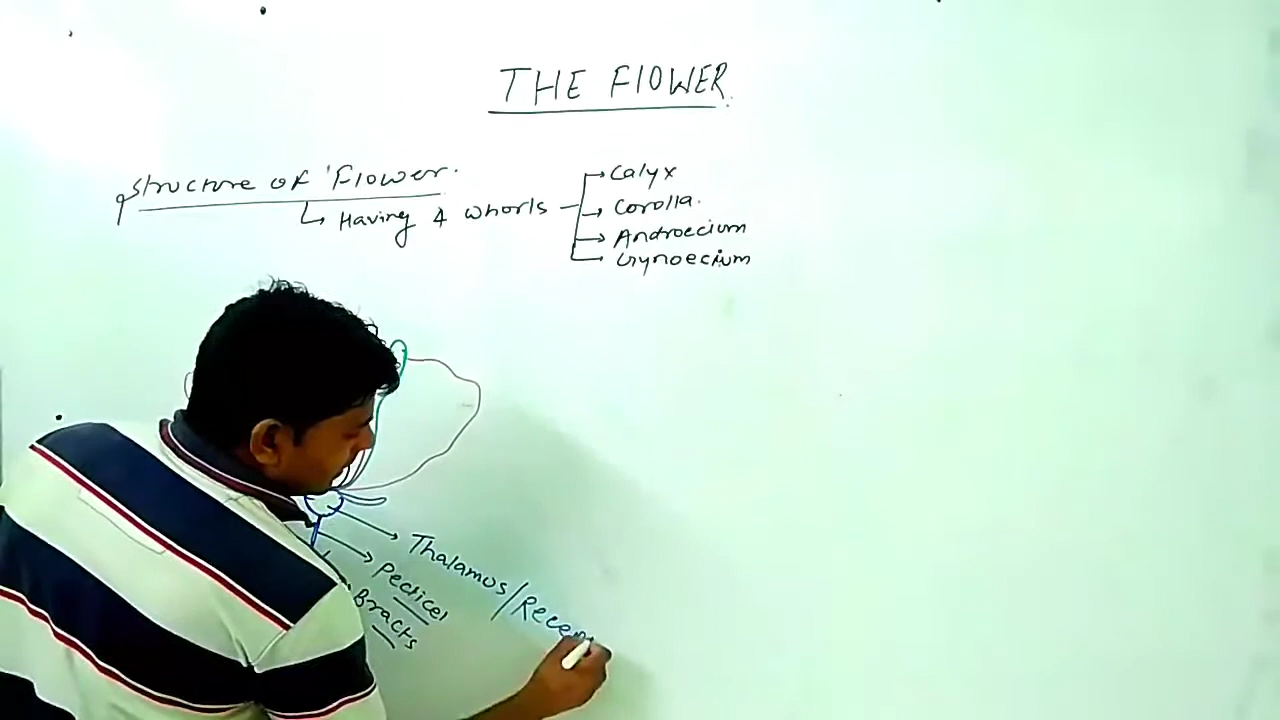 THE FlOWER.
structure of Flower.
Having 4 whorls
Calyx
Corolla.
Androecium
Gynoecium
Thalamus/Recep
Pedicel
Bracts